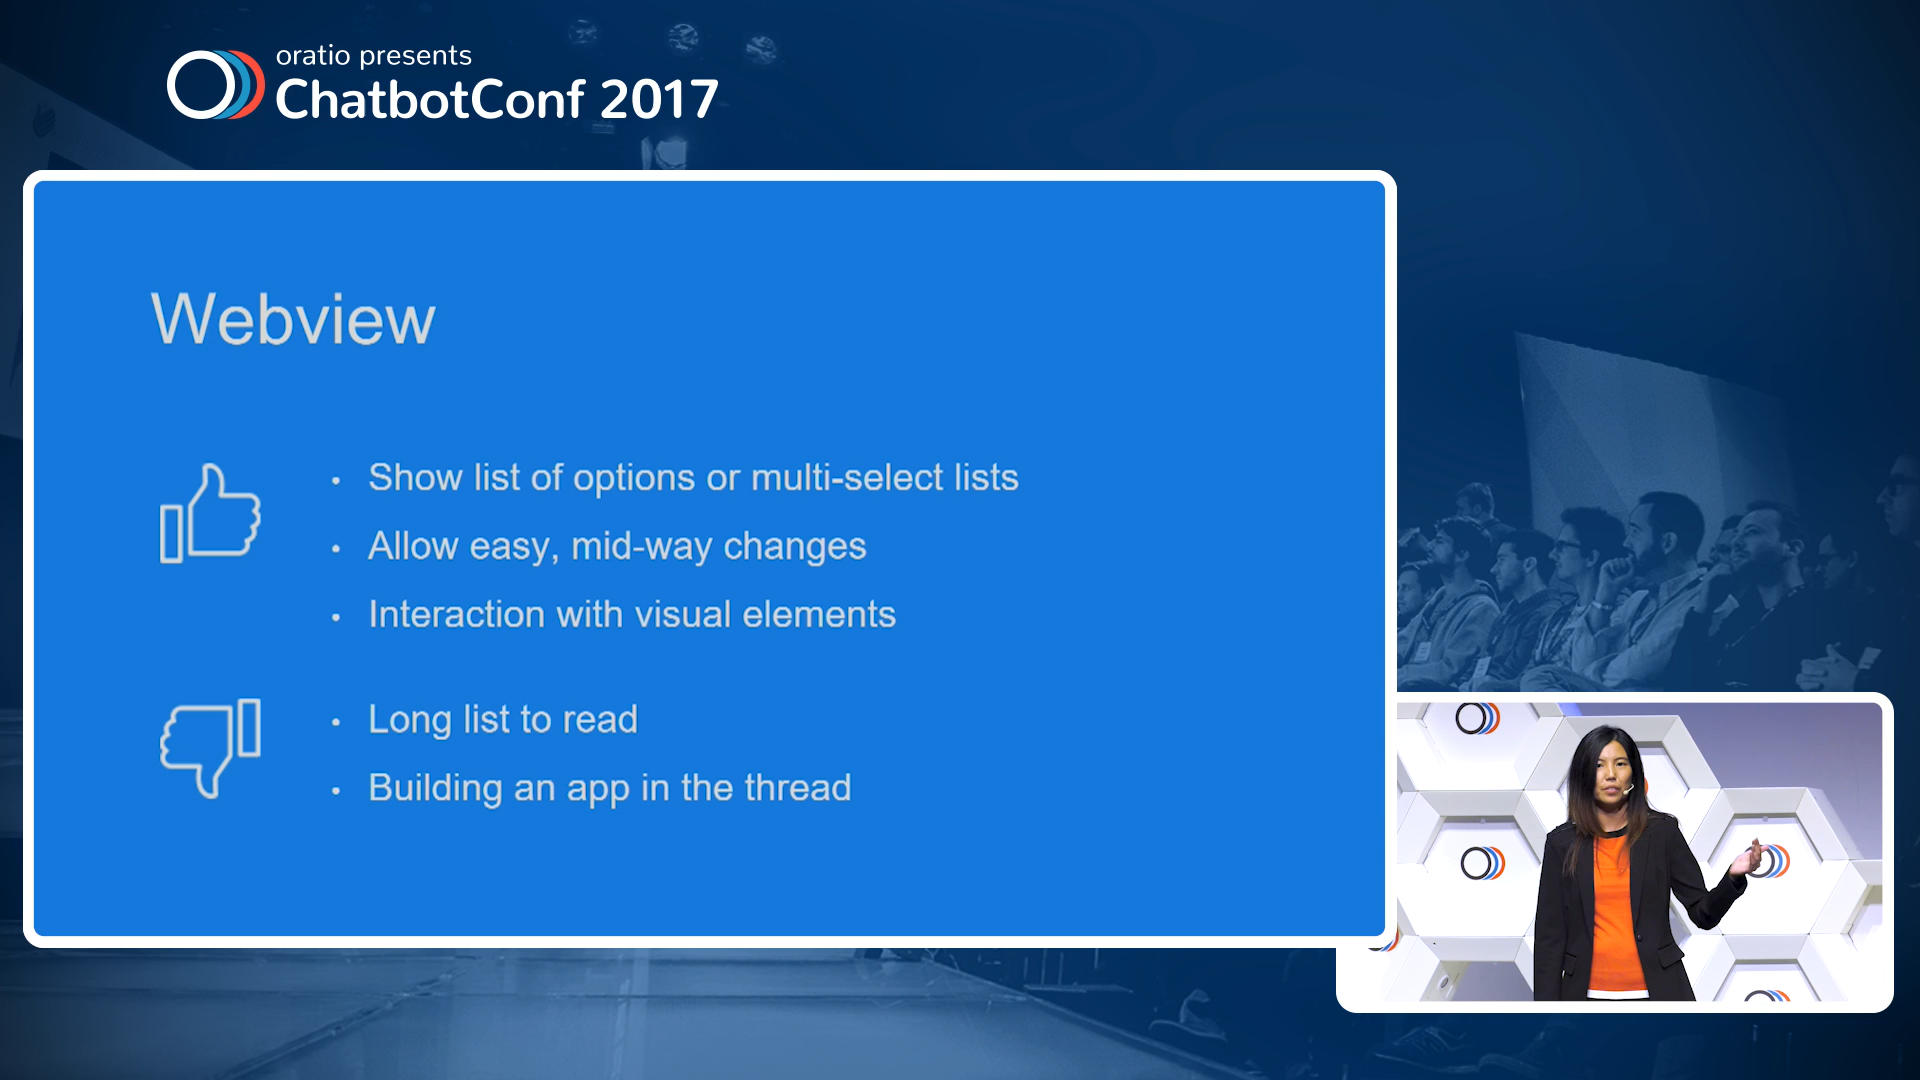 oratio presents
ChatbotConf 2017
Webview
• Show list of options or multi-select lists
• Allow easy, mid-way changes
• Interaction with visual elements
• Long list to read
• Building an app in the thread